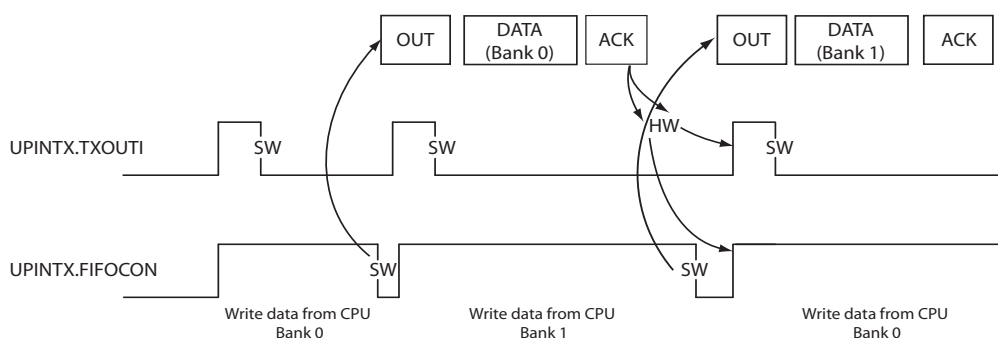 OUT
DATA
(Bank 0)
ACK
OUT
DATA
(Bank 1)
ACK
HW
UPINTX.TXOUTI
SW
SW
SW
UPINTX.FIFOCON
SW
SW
Write data from CPU
Bank 0
Write data from CPU
Bank 1
Write data from CPU
Bank 0